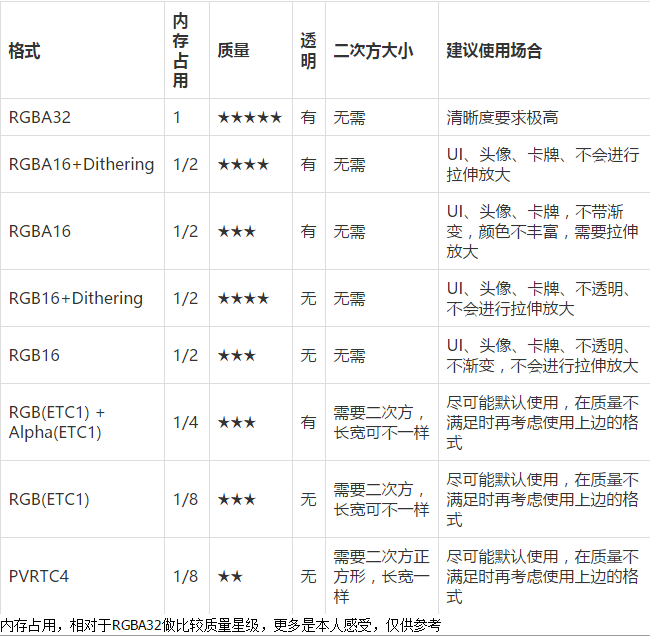 格式 内存占用 质量 透明 二次方大小 建议使用场合
RGBA32 1 ★★★★★ 有 无需 清晰度要求极高
RGBA16+Dithering 1/2 ★★★★ 有 无需 UI、头像、卡牌、不会进行
拉伸放大
RGBA16 1/2 ★★★ 有 无需 UI、头像、卡牌，不带渐
变，颜色不丰富，需要拉伸
放大
RGB16+Dithering 1/2 ★★★★ 无 无需 UI、头像、卡牌、不透明、
不会进行拉伸放大
RGB16 1/2 ★★★ 无 无需 UI、头像、卡牌、不透明、
不渐变，不会进行拉伸放大
RGB(ETC1) +
Alpha(ETC1) 1/4 ★★★ 有 需要二次方，
长宽可不一样 尽可能默认使用，在质量不
满足时再考虑使用上边的格
式
RGB(ETC1) 1/8 ★★★ 无 需要二次方，
长宽可不一样 尽可能默认使用，在质量不
满足时再考虑使用上边的格
式
PVRTC4 1/8 ★★ 无 需要二次方正
方形，长宽一
样 尽可能默认使用，在质量不
满足时再考虑使用上边的格
式
内存占用，相对于RGBA32做比较质量星级，更多是本人感受，仅供参考